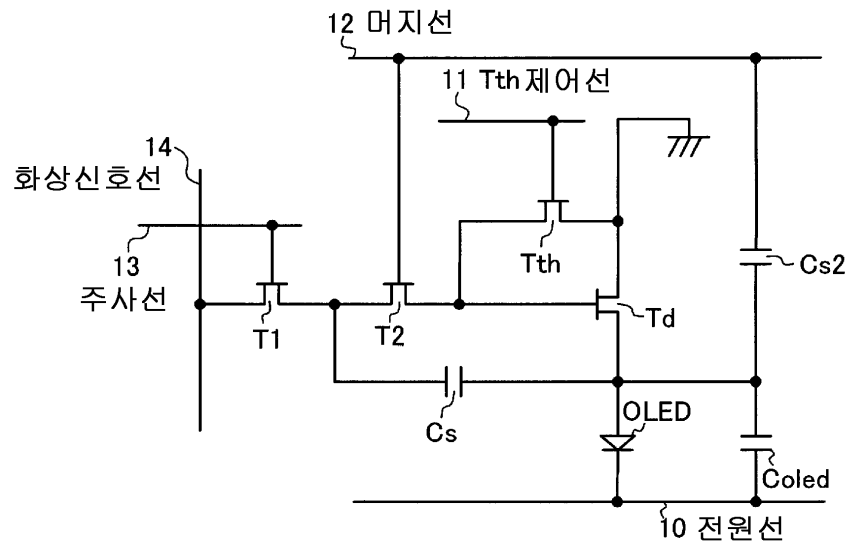 12 머지선
11 Tth제어선
14
화상신호선
13
주사선
Tth
Cs2
T1
T2
Td
Cs
OLED
Coled
10 전원선